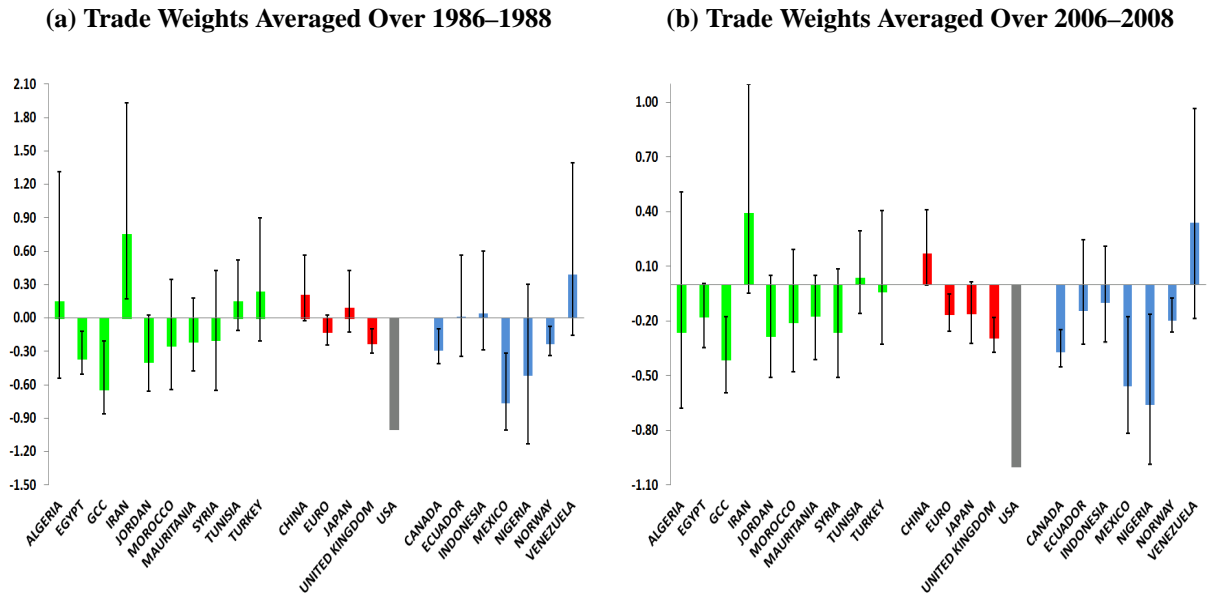 (a) Trade Weights Averaged Over 1986–1988
2.10
1.80
1.50
1.20
0.90
0.60
0.30
0.00
-0.30
-0.60
-0.90
-1.20
-1.50
ALGERIA
EGYPT
GCC
IRAN
JORDAN
MOROCCO
MAURITANIA
SYRIA
TUNISIA
TURKEY
CHINA
EURO
JAPAN
UNITED KINGDOM
USA
CANADA
ECUADOR
INDONESIA
MEXICO
NIGERIA
NORWAY
VENEZUELA
(b) Trade Weights Averaged Over 2006–2008
1.00
0.70
0.40
0.10
-0.20
-0.50
-0.80
-1.10
ALGERIA
EGYPT
GCC
IRAN
JORDAN
MOROCCO
MAURITANIA
SYRIA
TUNISIA
TURKEY
CHINA
EURO
JAPAN
UNITED KINGDOM
USA
CANADA
ECUADOR
INDONESIA
MEXICO
NIGERIA
NORWAY
VENEZUELA